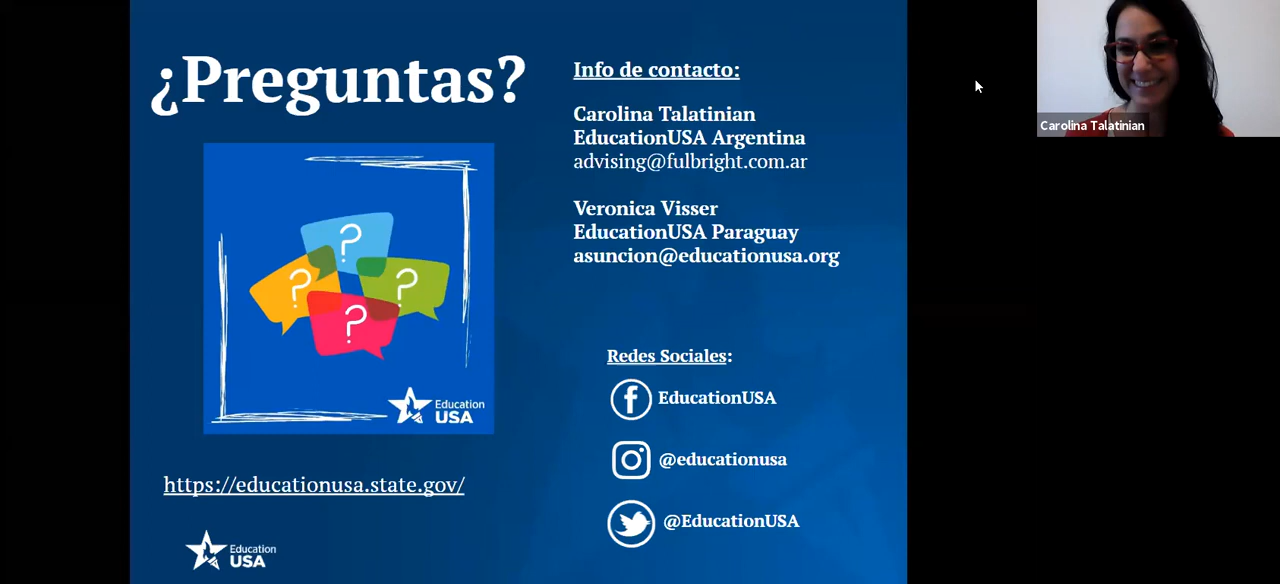 ¿Preguntas?
? ? ? ?
Education
USA
https://educationusa.state.gov/
Education
USA
Info de contacto:
Carolina Talatinian
EducationUSA Argentina
advising@fulbright.com.ar
Veronica Visser
EducationUSA Paraguay
asuncion@educationusa.org
Redes Sociales:
EducationUSA
@educationusa
@EducationUSA
Carolina Talatinian